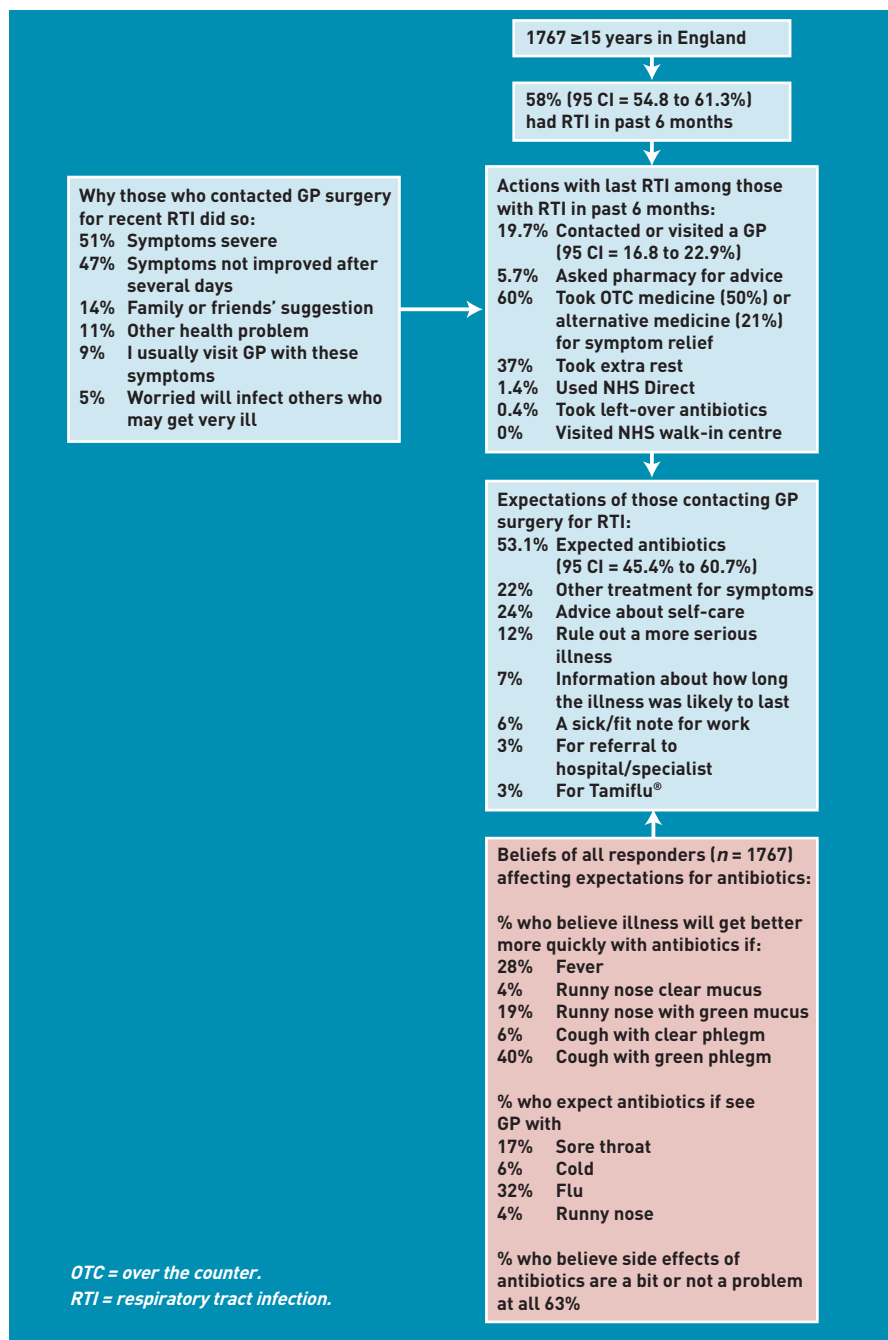 1767 ≥15 years in England
58% (95 CI = 54.8 to 61.3%)
had RTI in past 6 months
Why those who contacted GP surgery
for recent RTI did so:
51% Symptoms severe
47% Symptoms not improved after
several days
14% Family or friends’ suggestion
11% Other health problem
9% I usually visit GP with these
symptoms
5% Worried will infect others who
may get very ill
Actions with last RTI among those
with RTI in past 6 months:
19.7% Contacted or visited a GP
(95 CI = 16.8 to 22.9%)
5.7% Asked pharmacy for advice
60% Took OTC medicine (50%) or
alternative medicine (21%)
for symptom relief
37% Took extra rest
1.4% Used NHS Direct
0.4% Took left-over antibiotics
0% Visited NHS walk-in centre
Expectations of those contacting GP
surgery for RTI:
53.1% Expected antibiotics
(95 CI = 45.4% to 60.7%)
22% Other treatment for symptoms
24% Advice about self-care
12% Rule out a more serious
illness
7% Information about how long
the illness was likely to last
6% A sick/fit note for work
3% For referral to
hospital/specialist
3% For Tamiflu®
Beliefs of all responders (n = 1767)
affecting expectations for antibiotics:
% who believe illness will get better
more quickly with antibiotics if:
28% Fever
4% Runny nose clear mucus
19% Runny nose with green mucus
6% Cough with clear phlegm
40% Cough with green phlegm
% who expect antibiotics if see
GP with
17% Sore throat
6% Cold
32% Flu
4% Runny nose
% who believe side effects of
antibiotics are a bit or not a problem
at all 63%
OTC = over the counter.
RTI = respiratory tract infection.